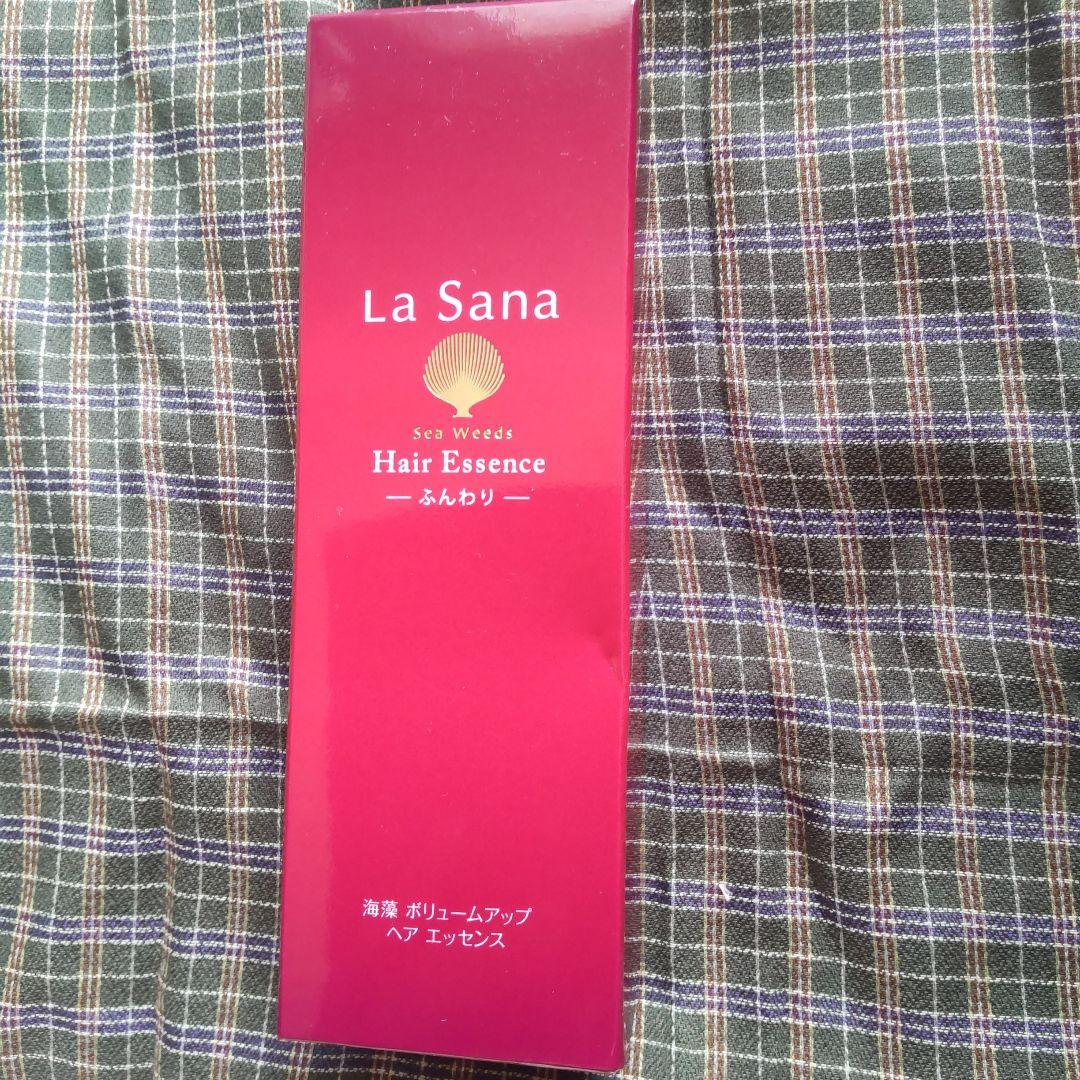 La Sana
Sea Weeds
Hair Essence
— ふんわり —
海藻 ボリュームアップ
ヘア エッセンス